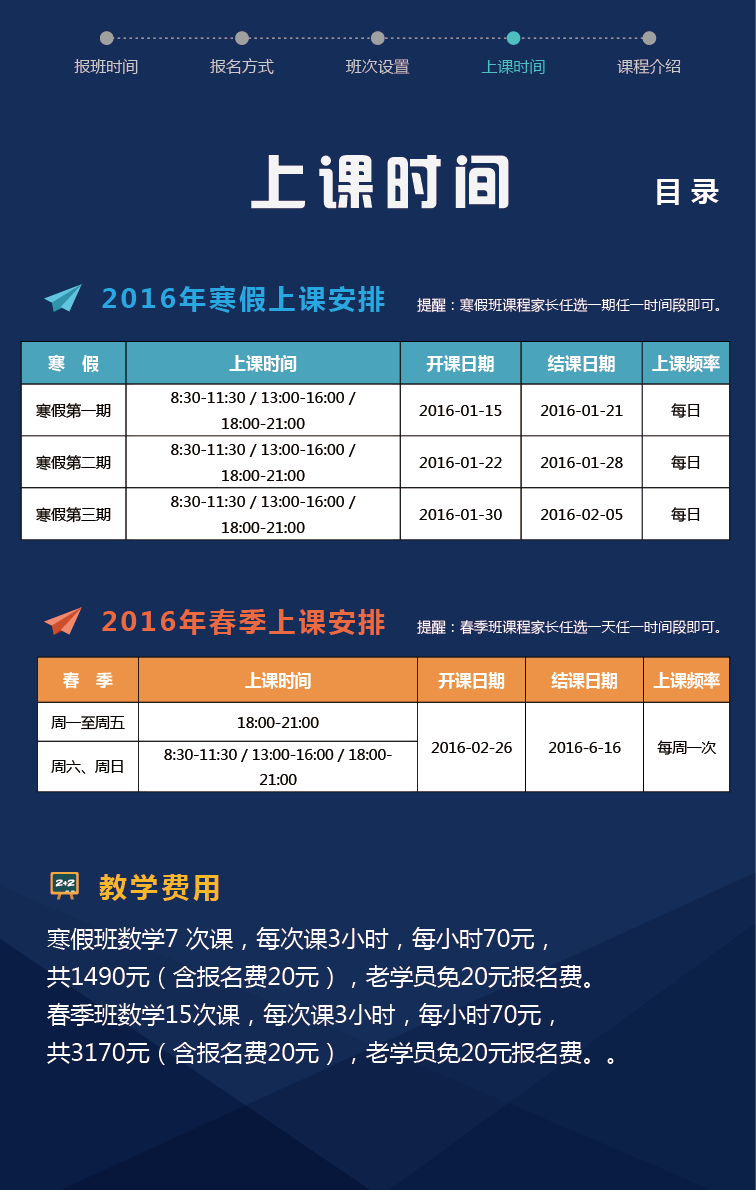 报班时间 报名方式 班次设置 上课时间 课程介绍
上课时间
目录
2016年寒假上课安排 提醒：寒假班课程家长任选一期任一时间段即可。
寒 假 上课时间 开课日期 结课日期 上课频率
寒假第一期 8:30-11:30 / 13:00-16:00 /
18:00-21:00 2016-01-15 2016-01-21 每日
寒假第二期 8:30-11:30 / 13:00-16:00 /
18:00-21:00 2016-01-22 2016-01-28 每日
寒假第三期 8:30-11:30 / 13:00-16:00 /
18:00-21:00 2016-01-30 2016-02-05 每日
2016年春季上课安排 提醒：春季班课程家长任选一天任一时间段即可。
春 季 上课时间 开课日期 结课日期 上课频率
周一至周五 18:00-21:00 2016-02-26 2016-6-16 每周一次
周六、周日 8:30-11:30 / 13:00-16:00 / 18:00-
21:00
2+2 教学费用
寒假班数学7 次课，每次课3小时，每小时70元，
共1490元（含报名费20元），老学员免20元报名费。
春季班数学15次课，每次课3小时，每小时70元，
共3170元（含报名费20元），老学员免20元报名费。。